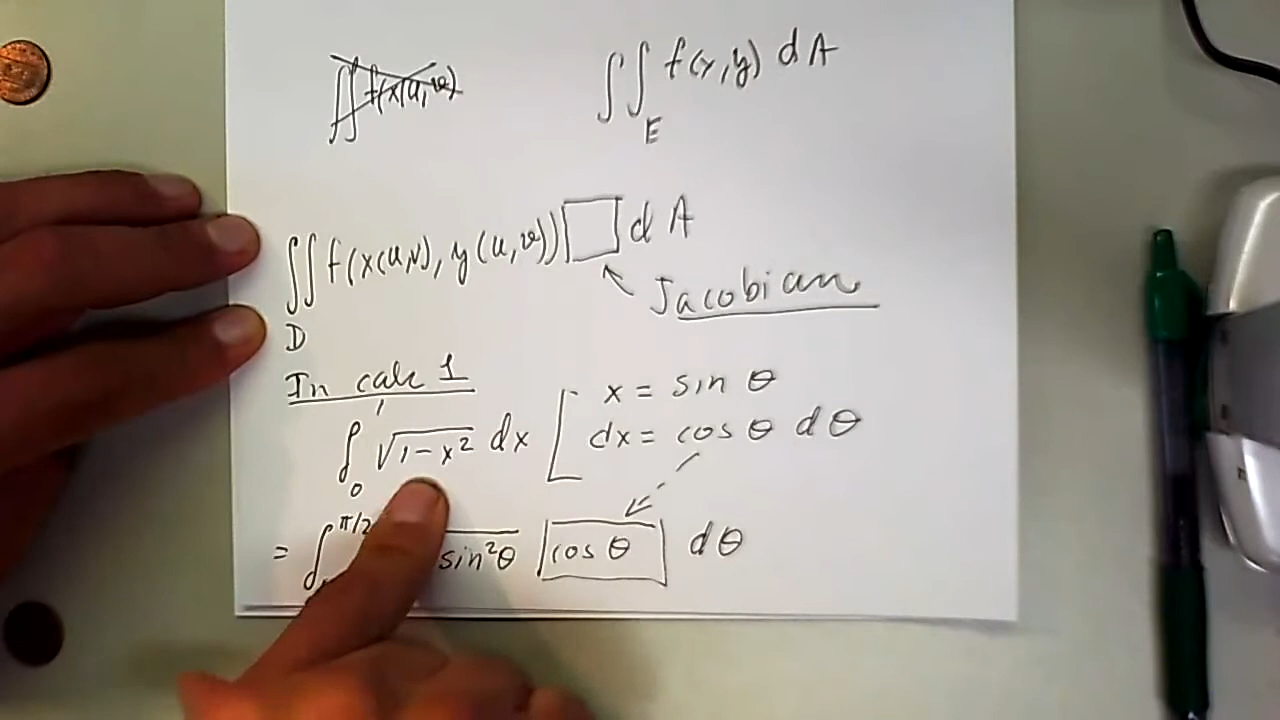 ∬ f(x(u,v)
∬_E f(x,y) dA
∬_D f(x(u,v), y(u,v)) □ dA
Jacobian
In calc 1
∫_0^1 √(1-x²) dx [ x = sin θ
dx = cos θ dθ
= ∫^π/2 sin²θ cos θ dθ